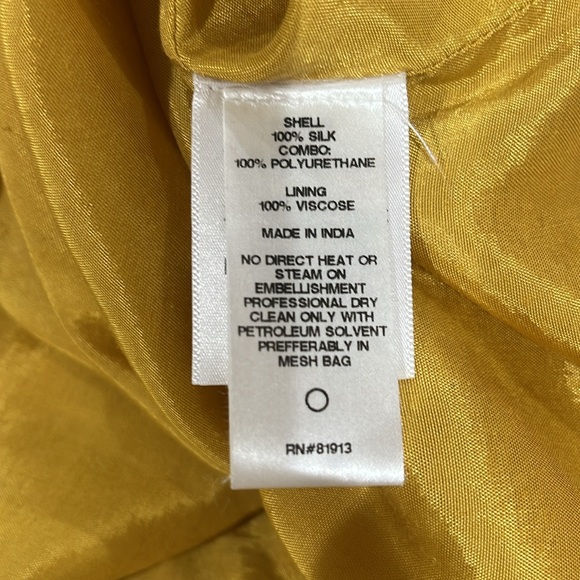 SHELL
100% SILK
COMBO:
100% POLYURETHANE
LINING
100% VISCOSE
MADE IN INDIA
NO DIRECT HEAT OR
STEAM ON
EMBELLISHMENT
PROFESSIONAL DRY
CLEAN ONLY WITH
PETROLEUM SOLVENT
PREFFERABLY IN
MESH BAG
RN#81913